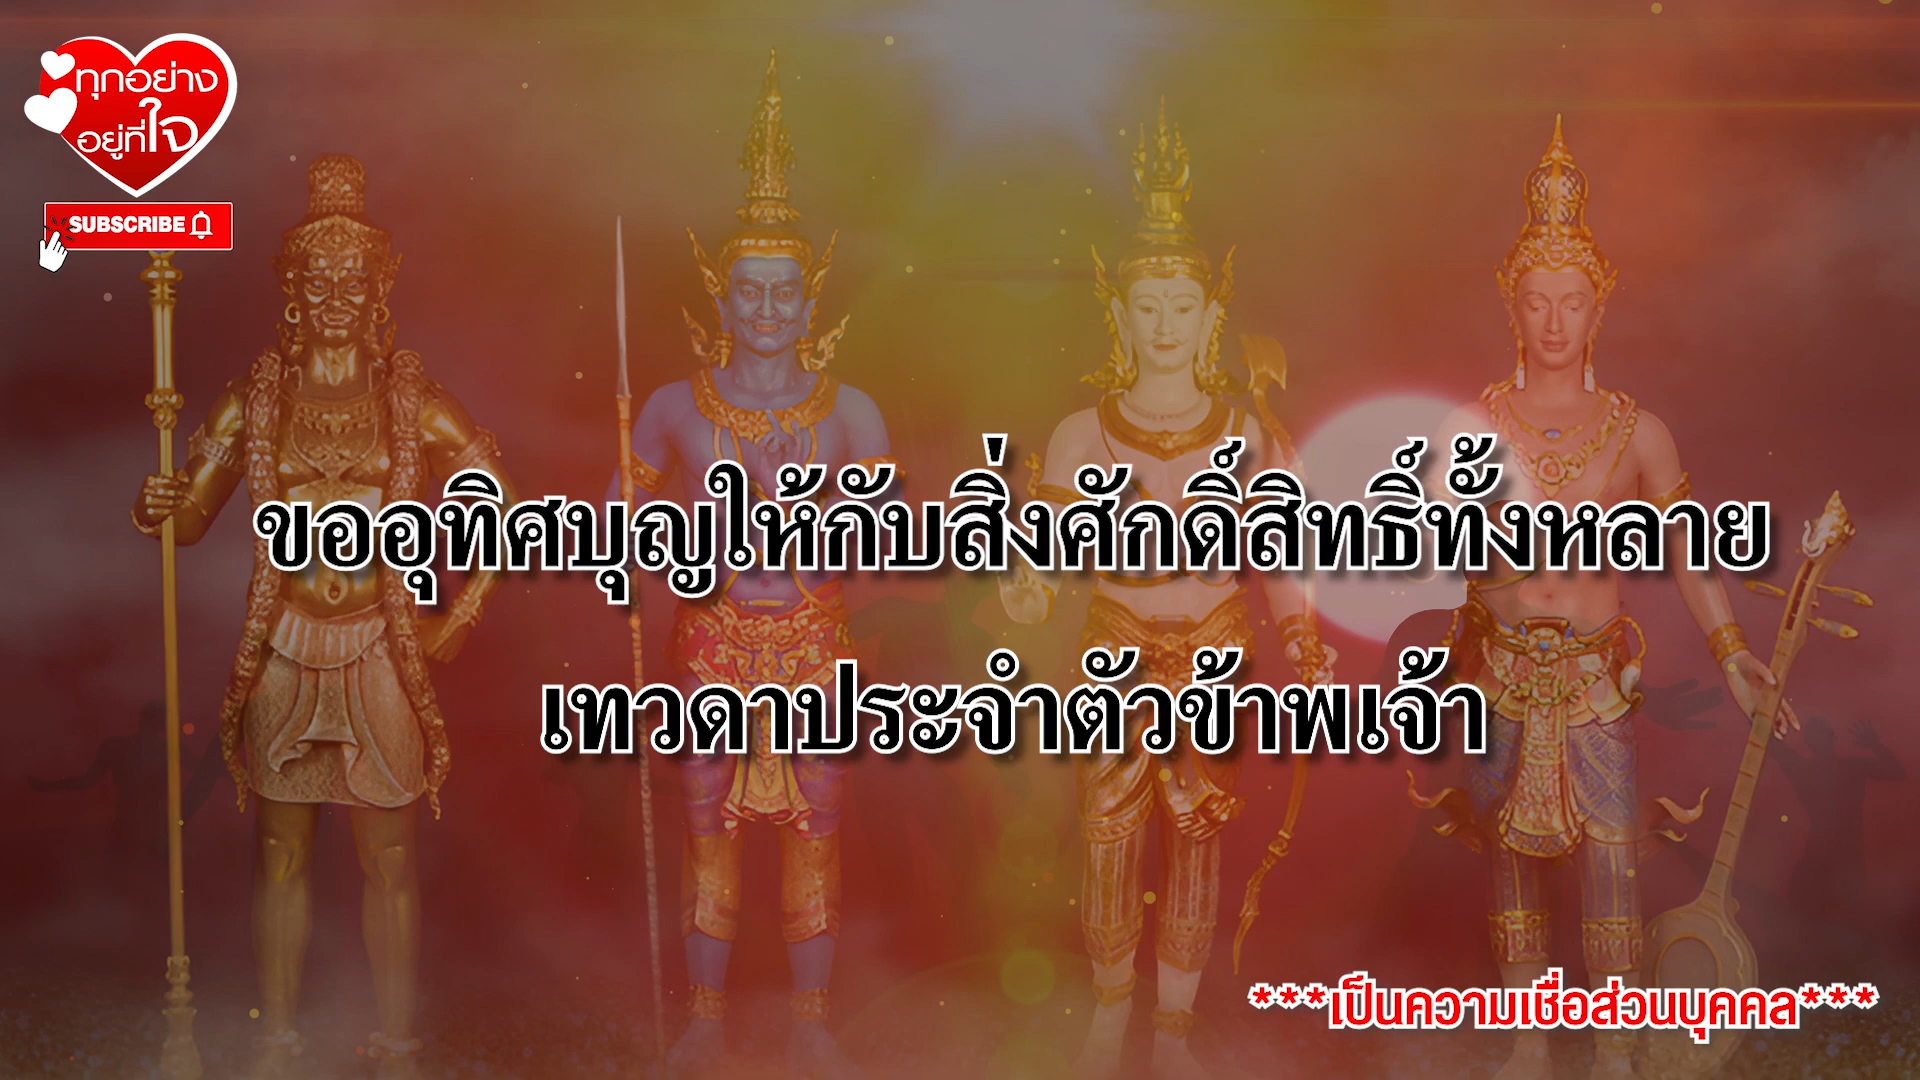 ทุกอย่าง
อยู่ที่ใจ
SUBSCRIBE
ขออุทิศบุญให้กับสิ่งศักดิ์สิทธิ์ทั้งหลาย
เทวดาประจำตัวข้าพเจ้า
***เป็นความเชื่อส่วนบุคคล***